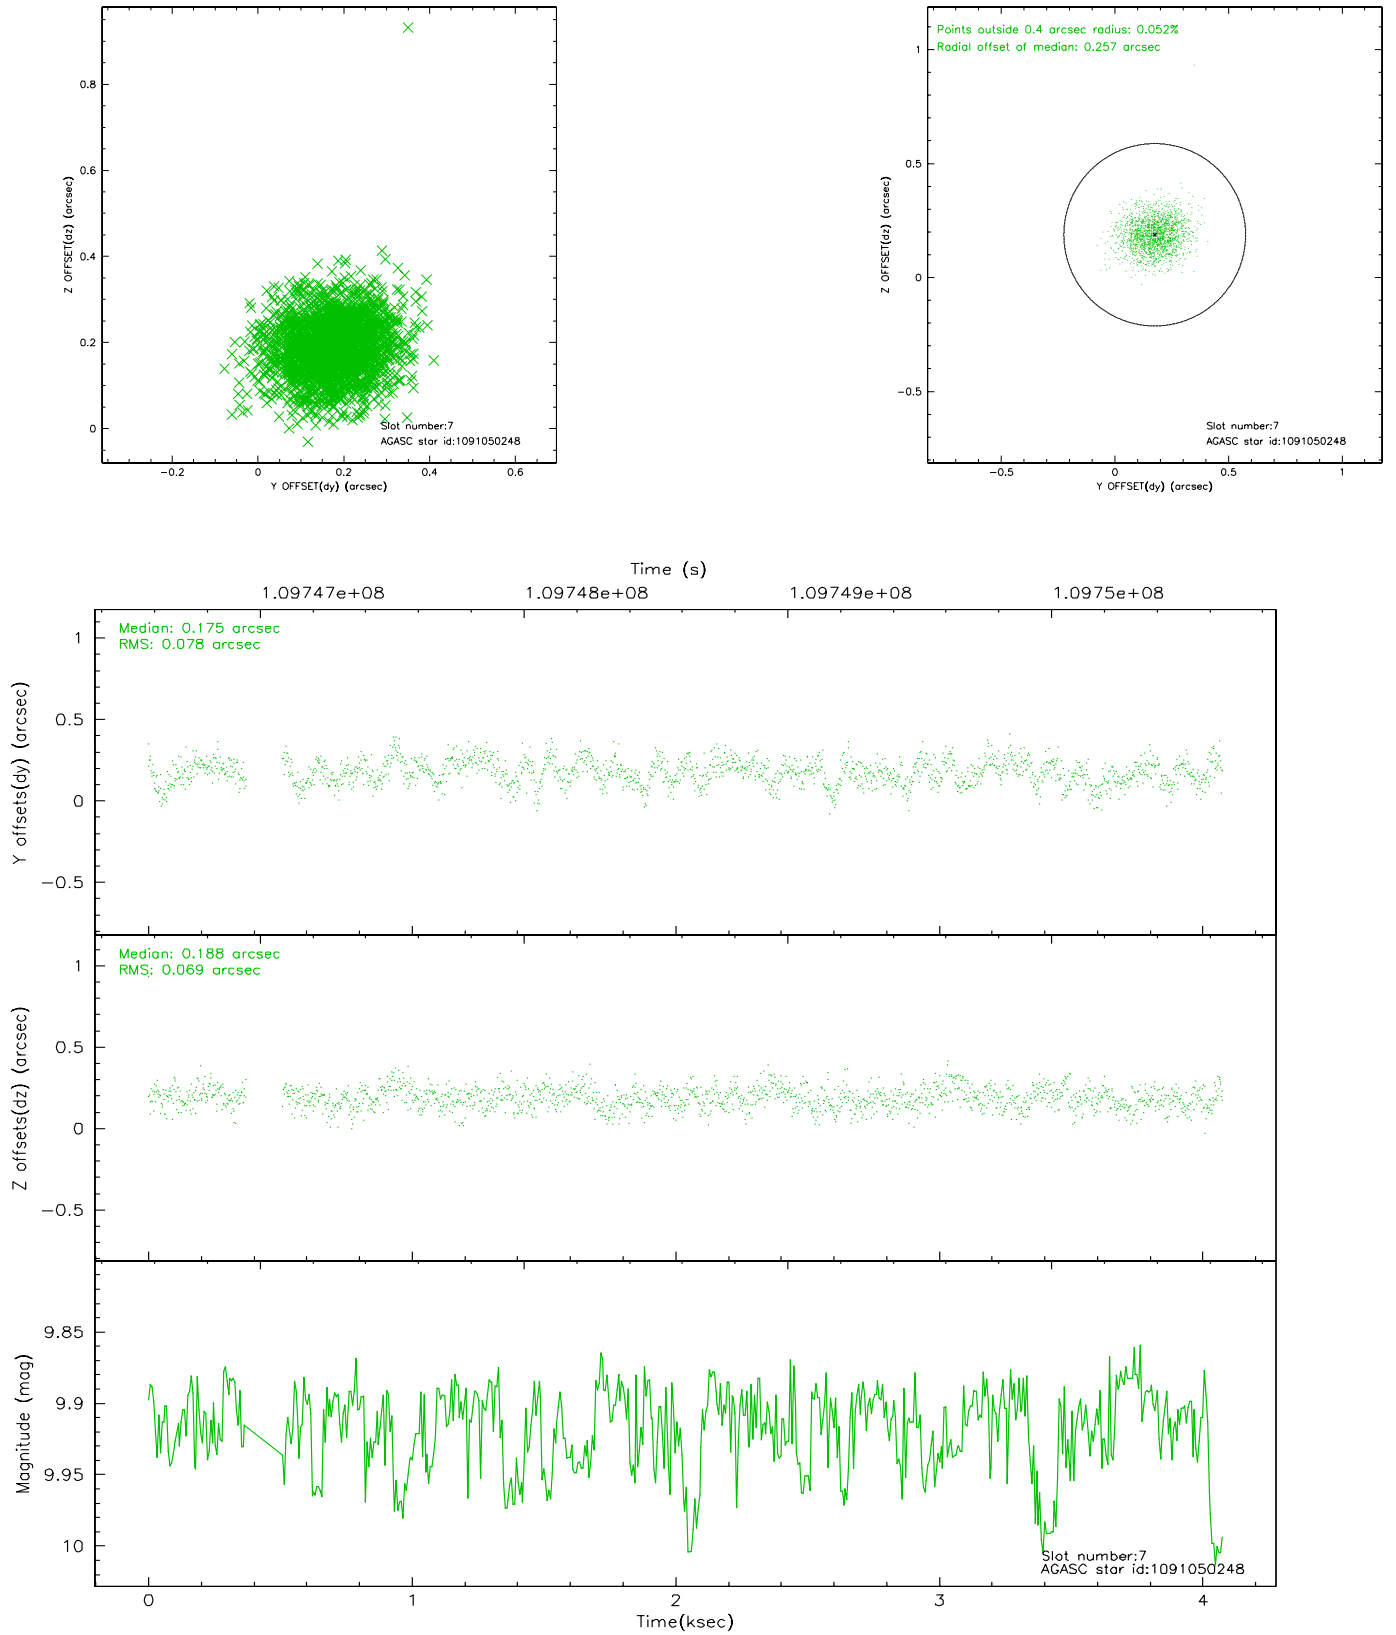 0.8
0.6
0.4
0.2
0
Z OFFSET(dz) (arcsec)
-0.2
0
0.2
0.4
0.6
Y OFFSET(dy) (arcsec)
Slot number:7
AGASC star id:1091050248
Points outside 0.4 arcsec radius: 0.052%
Radial offset of median: 0.257 arcsec
1
0.5
0
-0.5
Z OFFSET(dz) (arcsec)
-0.5
0
0.5
1
Y OFFSET(dy) (arcsec)
Slot number:7
AGASC star id:1091050248
Time (s)
1.09747e+08
1.09748e+08
1.09749e+08
1.0975e+08
Median: 0.175 arcsec
RMS: 0.078 arcsec
1
0.5
0
-0.5
Y offsets(dy) (arcsec)
Median: 0.188 arcsec
RMS: 0.069 arcsec
1
0.5
0
-0.5
Z offsets(dz) (arcsec)
9.85
9.9
9.95
10
Magnitude (mag)
Slot number:7
AGASC star id:1091050248
0
1
2
3
4
Time(ksec)